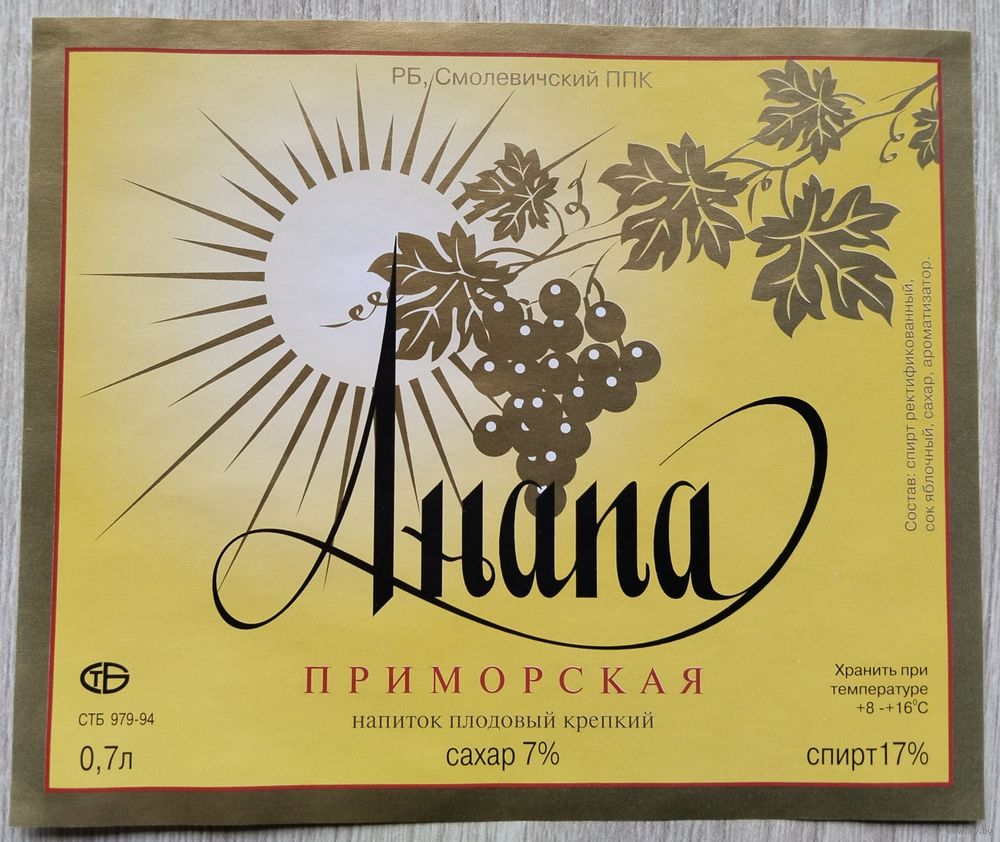 РБ, Смолевичский ППК
Состав: спирт ректификованный,
сок яблочный, сахар, ароматизатор.
Анапа
ПРИМОРСКАЯ
напиток плодовый крепкий
СТБ
СТБ 979-94
0,7л
сахар 7%
Хранить при
температуре
+8 -+16°С
спирт17%